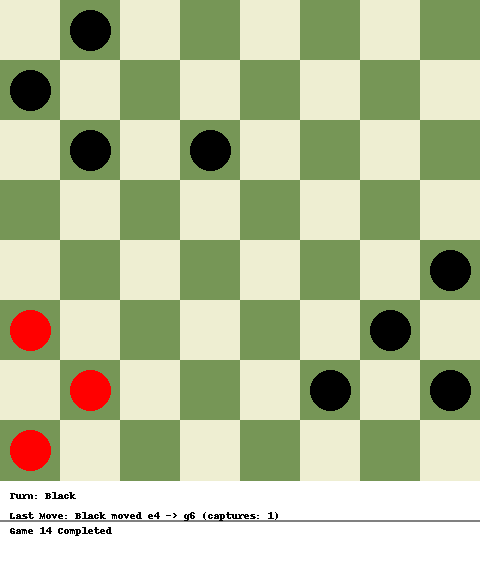 Turn: Black
Last Move: Black moved e4 -> g6 (captures: 1)
Game 14 Completed